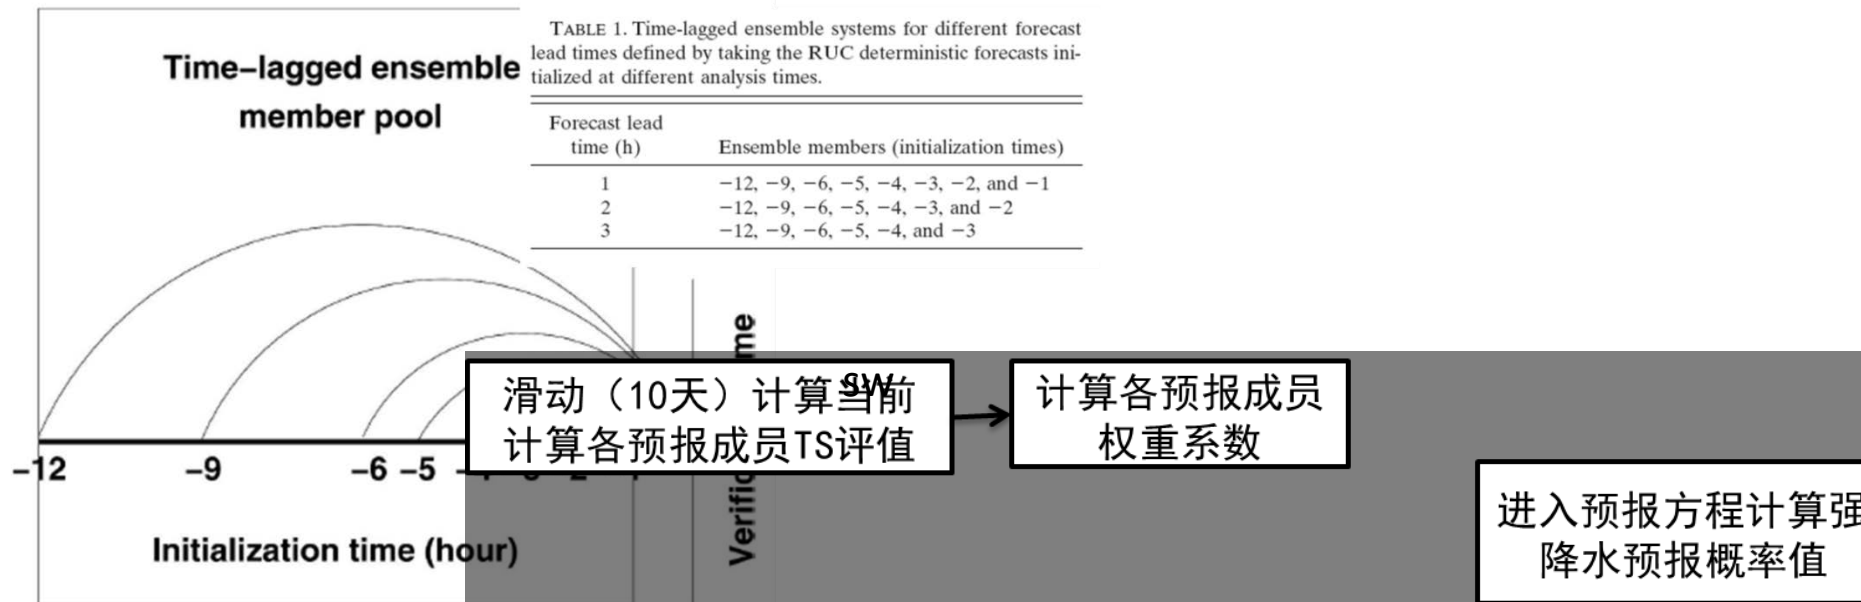 Time-lagged ensemble
member pool
TABLE 1. Time-lagged ensemble systems for different forecast
lead times defined by taking the RUC deterministic forecasts ini-
tialized at different analysis times.
Forecast lead
time (h)
Ensemble members (initialization times)
1 −12, −9, −6, −5, −4, −3, −2, and −1
2 −12, −9, −6, −5, −4, −3, and −2
3 −12, −9, −6, −5, −4, and −3
sw
滑动（10天）计算当前
计算各预报成员TS评值
计算各预报成员
权重系数
−12 −9 −6 −5
Initialization time (hour)
进入预报方程计算强
降水预报概率值